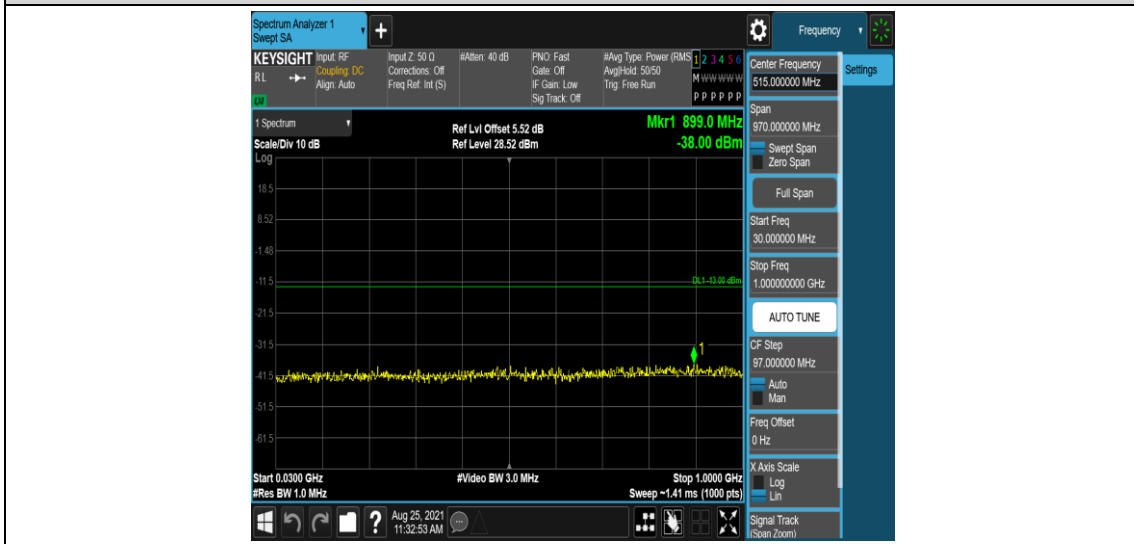 Spectrum Analyzer 1
Swept SA
+
Frequency
KEYSIGHT
RL
LXI
Input: RF
Coupling: DC
Align: Auto
Input Z: 50 Ω
Corrections: Off
Freq Ref: Int (S)
#Atten: 40 dB
PNO: Fast
Gate: Off
IF Gain: Low
Sig Track: Off
#Avg Type: Power (RMS
Avg|Hold: 50/50
Trig: Free Run
1 2 3 4 5 6
M W W W W W
P P P P P P
1 Spectrum
Scale/Div 10 dB
Log
Ref Lvl Offset 5.52 dB
Ref Level 28.52 dBm
Mkr1 899.0 MHz
-38.00 dBm
18.5
8.52
-1.48
-11.5
-21.5
-31.5
-41.5
-51.5
-61.5
DL1 -13.00 dBm
1
Start 0.0300 GHz
#Res BW 1.0 MHz
#Video BW 3.0 MHz
Stop 1.0000 GHz
Sweep ~1.41 ms (1000 pts)
?
Aug 25, 2021
11:32:53 AM
Center Frequency
515.000000 MHz
Settings
Span
970.000000 MHz
Swept Span
Zero Span
Full Span
Start Freq
30.000000 MHz
Stop Freq
1.000000000 GHz
AUTO TUNE
CF Step
97.000000 MHz
Auto
Man
Freq Offset
0 Hz
X Axis Scale
Log
Lin
Signal Track
(Span Zoom)